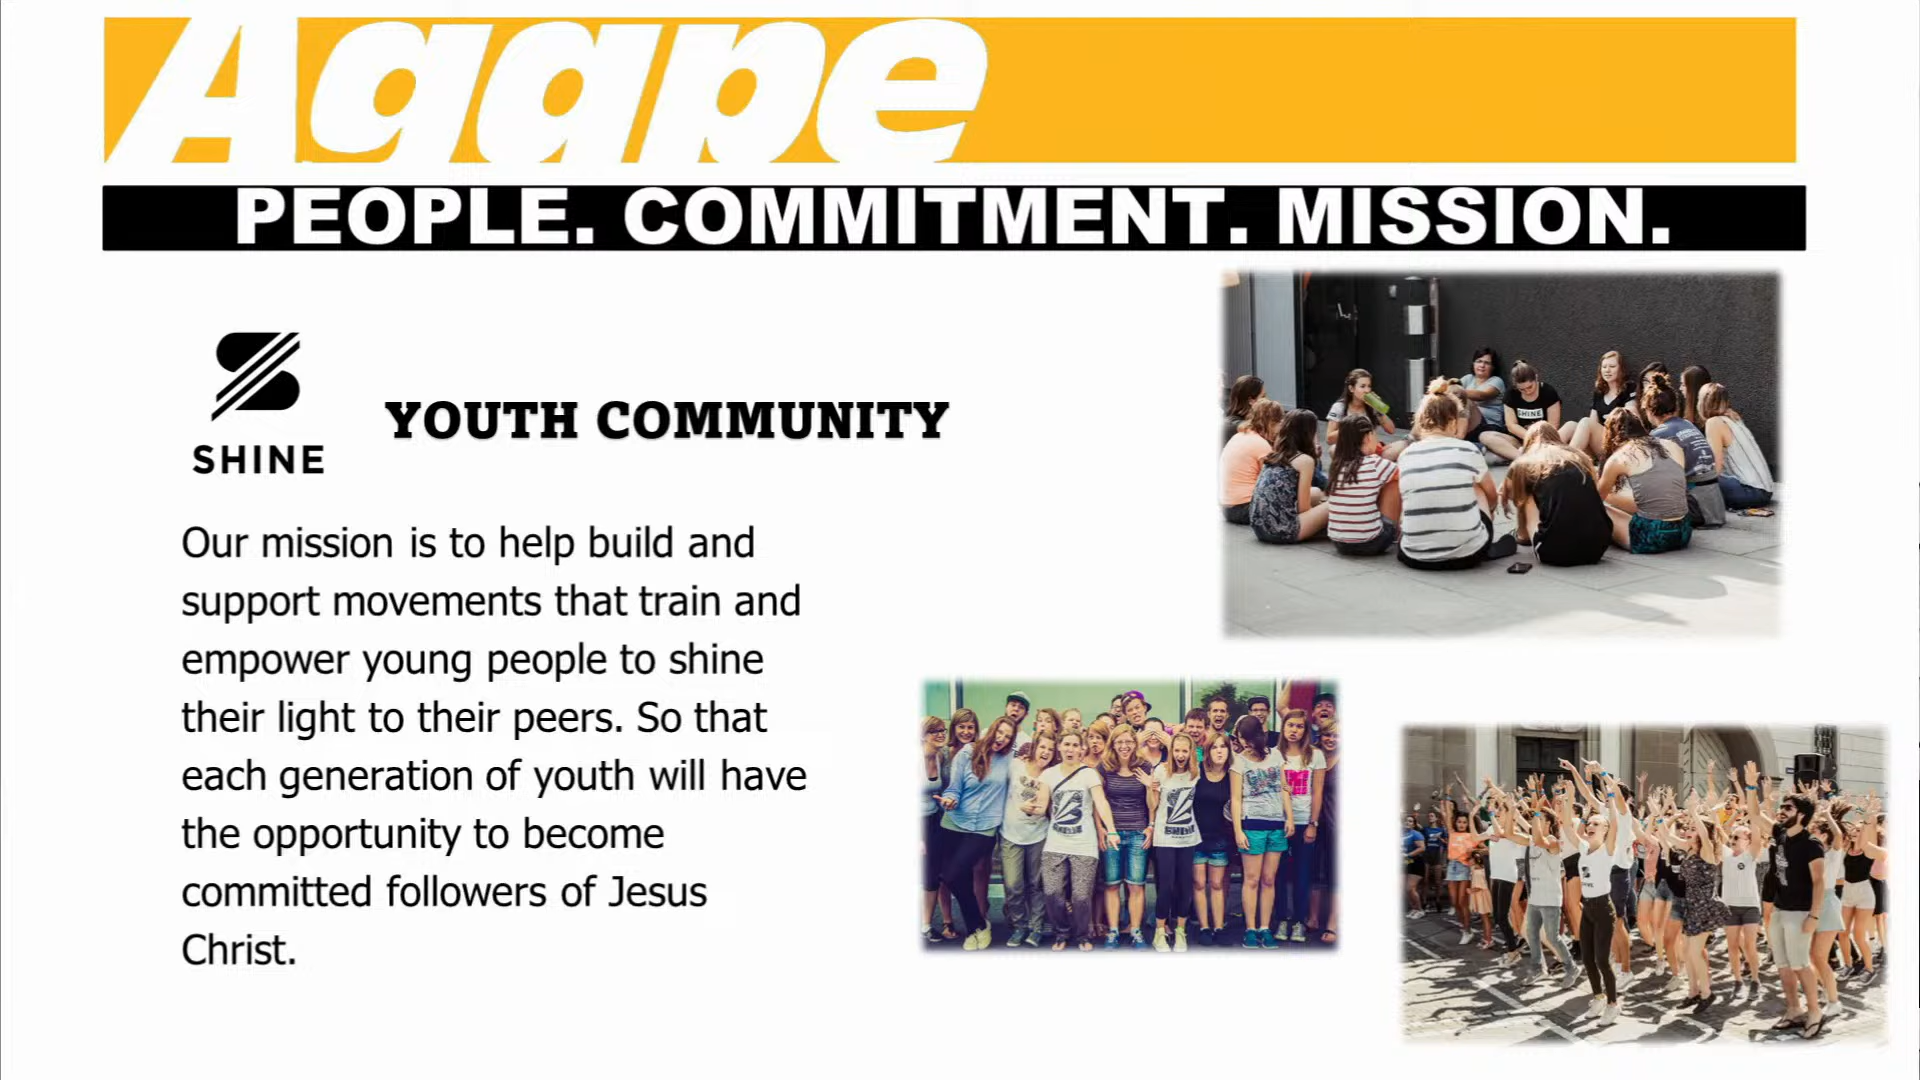 Agape
PEOPLE. COMMITMENT. MISSION.
SHINE
YOUTH COMMUNITY
Our mission is to help build and
support movements that train and
empower young people to shine
their light to their peers. So that
each generation of youth will have
the opportunity to become
committed followers of Jesus
Christ.
SHINE
SHINE